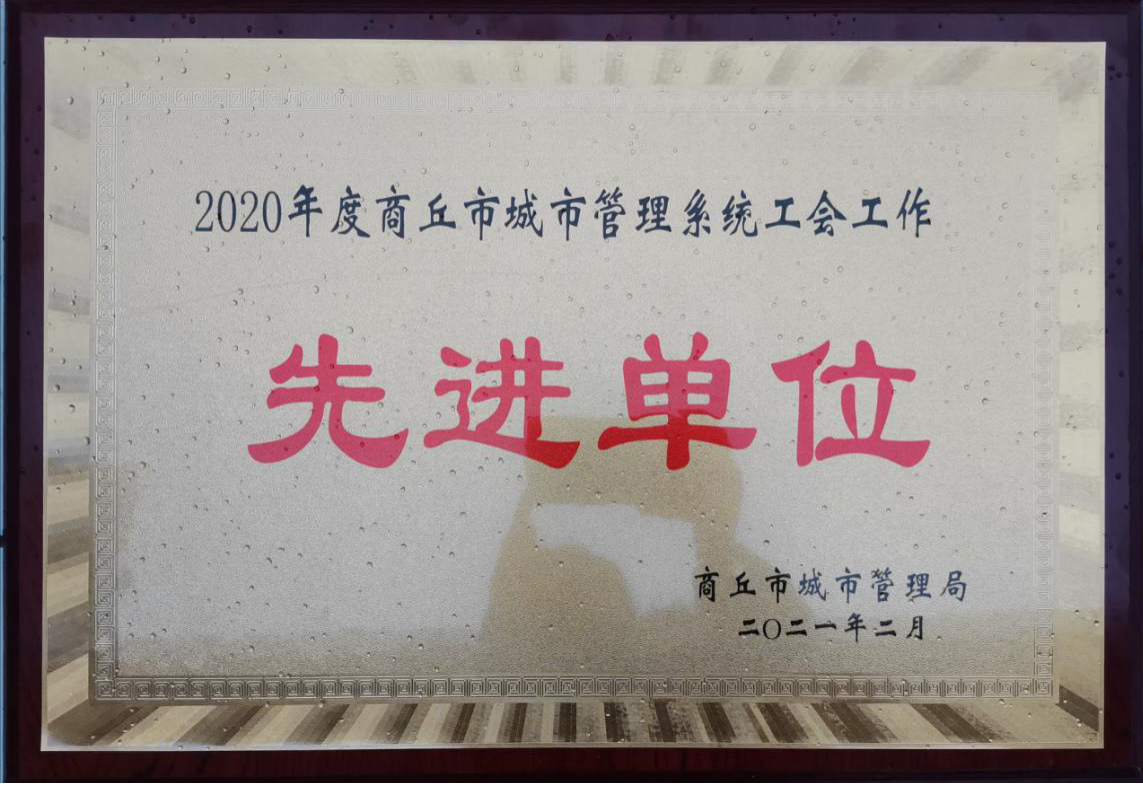 2020年度商丘市城市管理系统工会工作
先进单位
商丘市城市管理局
二〇二一年二月